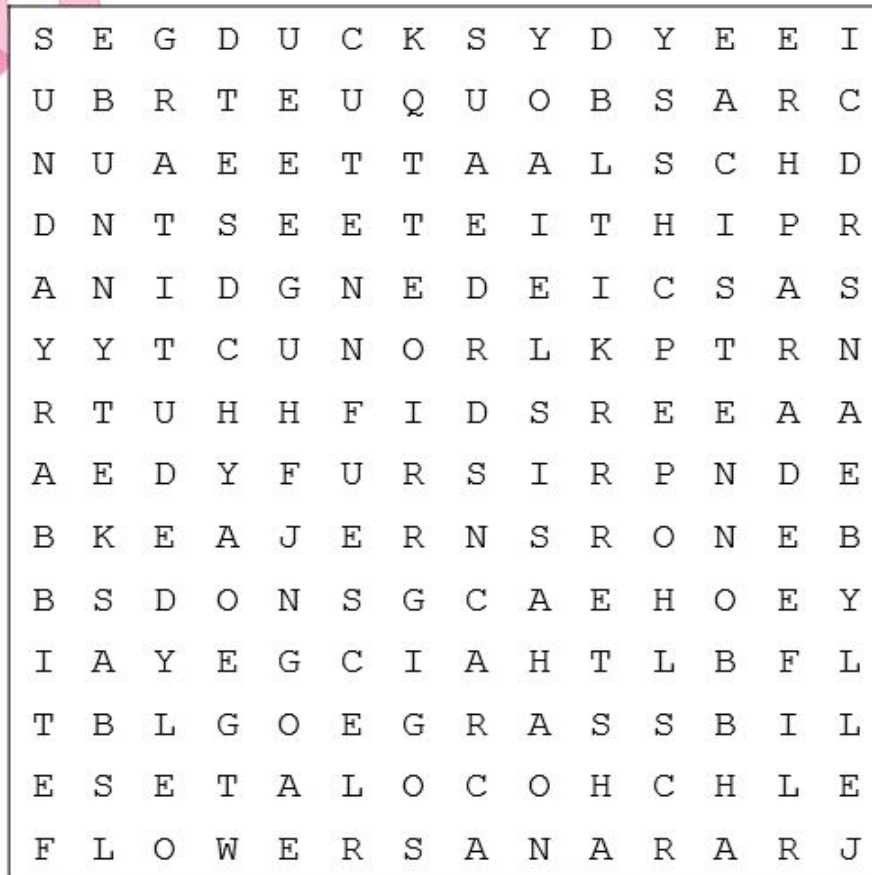 S E G D U C K S Y D Y E E I
U B R T E U Q U O B S A R C
N U A E E T T A A L S C H D
D N T S E E T E I T H I P R
A N I D G N E D E I C S A S
Y Y T C U N O R L K P T R N
R T U H H F I D S R E E A A
A E D Y F U R S I R P N D E
B K E A J E R N S R O N E B
B S D O N S G C A E H O E Y
I A Y E G C I A H T L B F L
T B L G O E G R A S S B I L
E S E T A L O C O H C H L E
F L O W E R S A N A R A R J